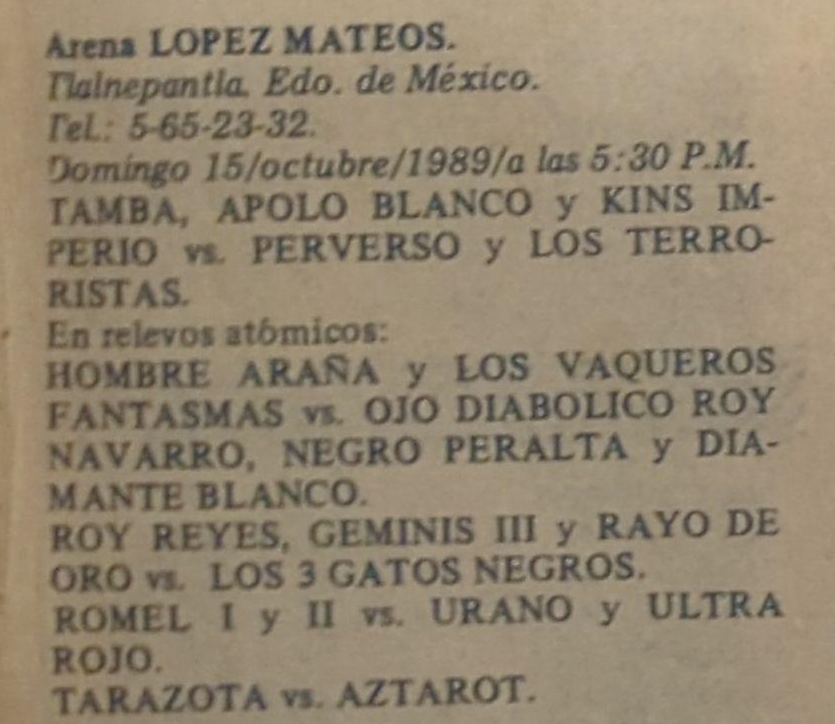 Arena LOPEZ MATEOS.
Tlalnepantla. Edo. de México.
Tel.: 5-65-23-32.
Domingo 15/octubre/1989/a las 5:30 P.M.
TAMBA, APOLO BLANCO y KINS IM-
PERIO vs. PERVERSO y LOS TERRO-
RISTAS.
En relevos atómicos:
HOMBRE ARAÑA y LOS VAQUEROS
FANTASMAS vs. OJO DIABOLICO ROY
NAVARRO, NEGRO PERALTA y DIA-
MANTE BLANCO.
ROY REYES, GEMINIS III y RAYO DE
ORO vs. LOS 3 GATOS NEGROS.
ROMEL I y II vs. URANO y ULTRA
ROJO.
TARAZOTA vs. AZTAROT.